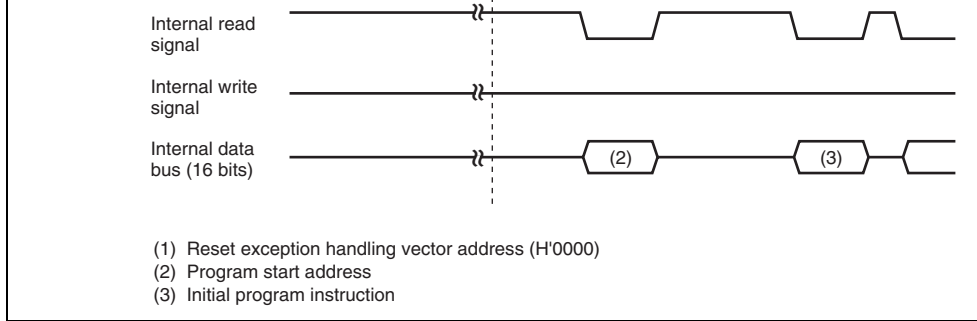 Internal read
signal
Internal write
signal
Internal data
bus (16 bits)
(2)
(3)
(1) Reset exception handling vector address (H'0000)
(2) Program start address
(3) Initial program instruction